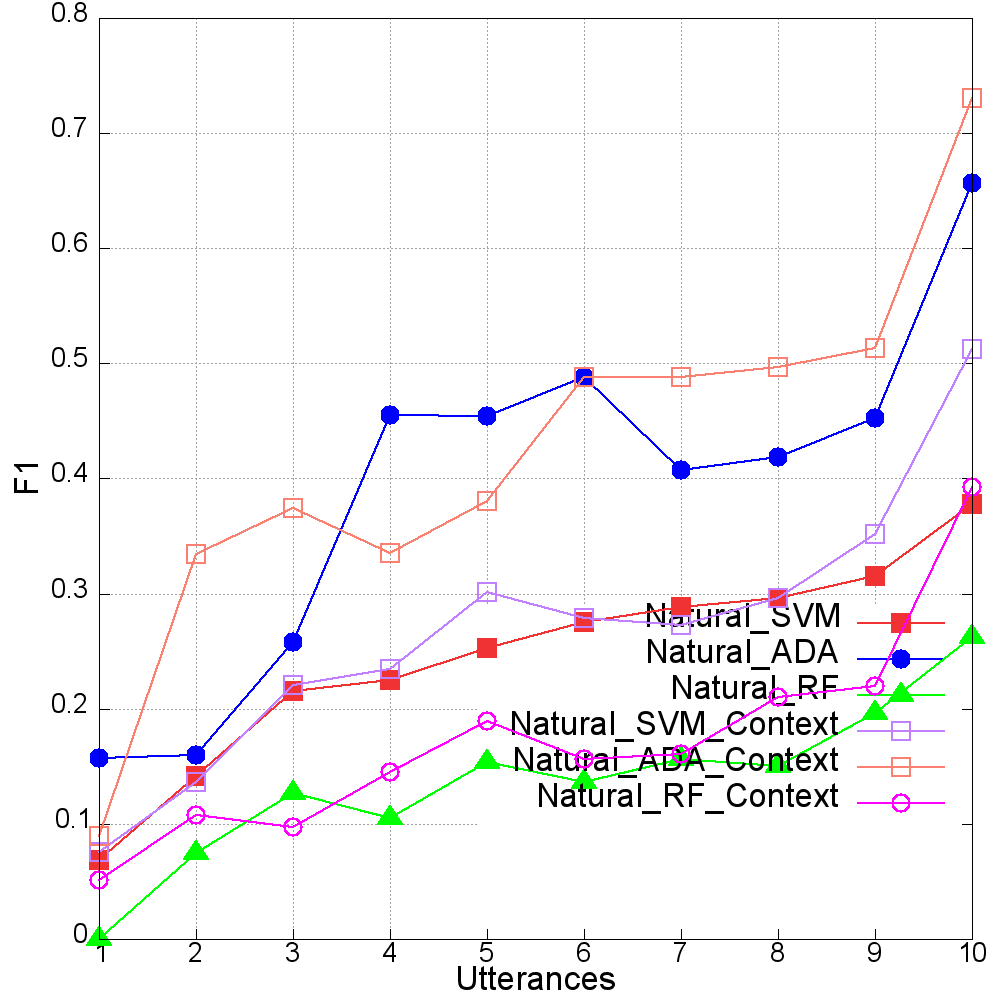 0.8
0.7
0.6
0.5
0.4
0.3
0.2
0.1
0
F1
Natural_SVM
Natural_ADA
Natural_RF
Natural_SVM_Context
Natural_ADA_Context
Natural_RF_Context
1 2 3 4 5 6 7 8 9 10
Utterances